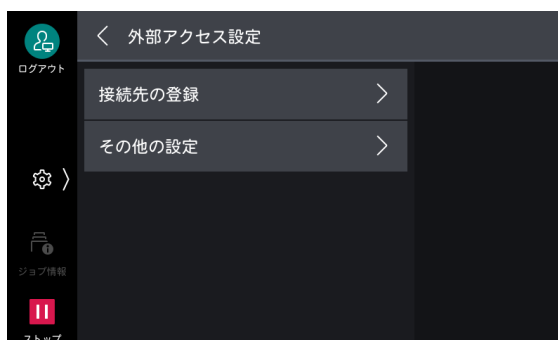 外部アクセス設定
ログアウト
接続先の登録
その他の設定
ジョブ情報
ストップ